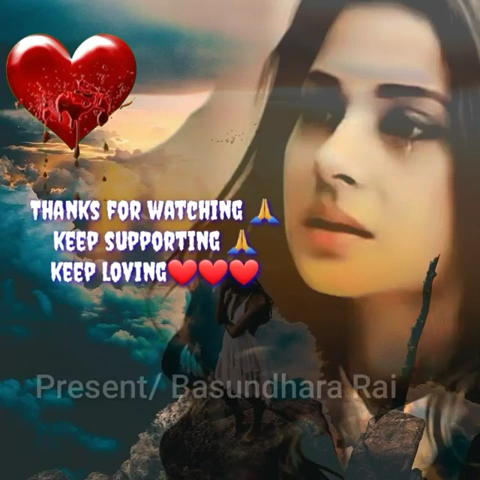 THANKS FOR WATCHING 🙏
KEEP SUPPORTING 🙏
KEEP LOVING❤❤❤
Present/ Basundhara Rai